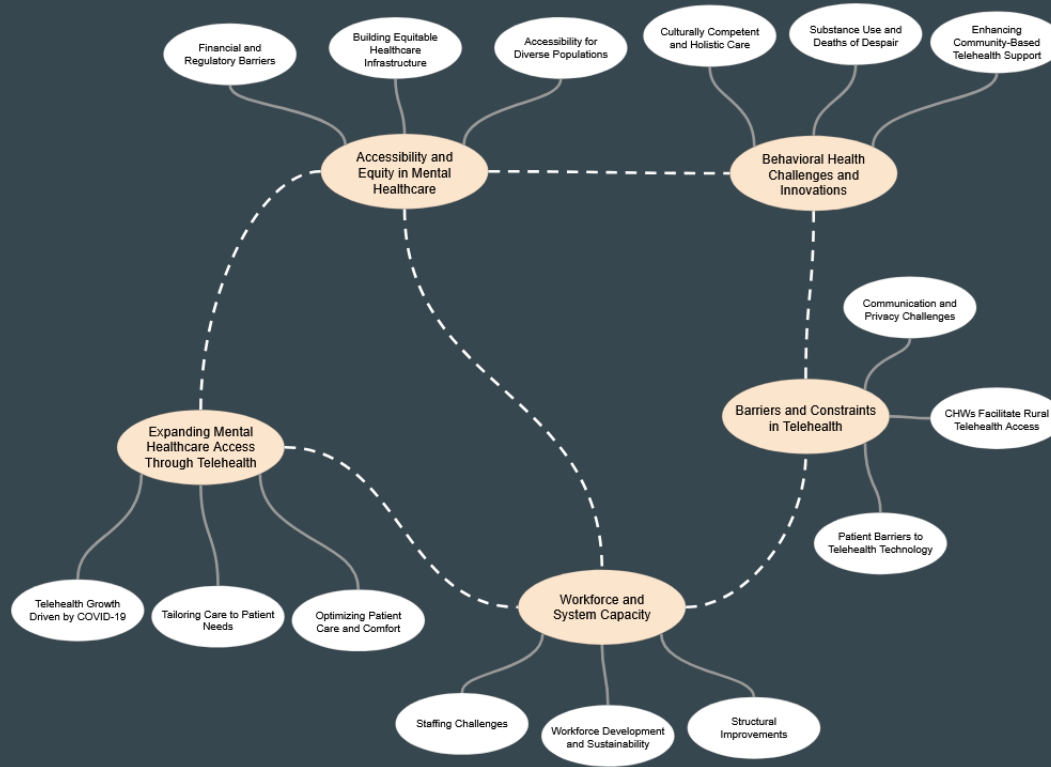 Financial and
Regulatory Barriers
Building Equitable
Healthcare
Infrastructure
Accessibility for
Diverse Populations
Culturally Competent
and Holistic Care
Substance Use and
Deaths of Despair
Enhancing
Community-Based
Telehealth Support
Accessibility and
Equity in Mental
Healthcare
Behavioral Health
Challenges and
Innovations
Communication and
Privacy Challenges
Barriers and Constraints
in Telehealth
CHWs Facilitate Rural
Telehealth Access
Patient Barriers to
Telehealth Technology
Expanding Mental
Healthcare Access
Through Telehealth
Telehealth Growth
Driven by COVID-19
Tailoring Care to Patient
Needs
Optimizing Patient
Care and Comfort
Workforce and
System Capacity
Staffing Challenges
Workforce Development
and Sustainability
Structural
Improvements